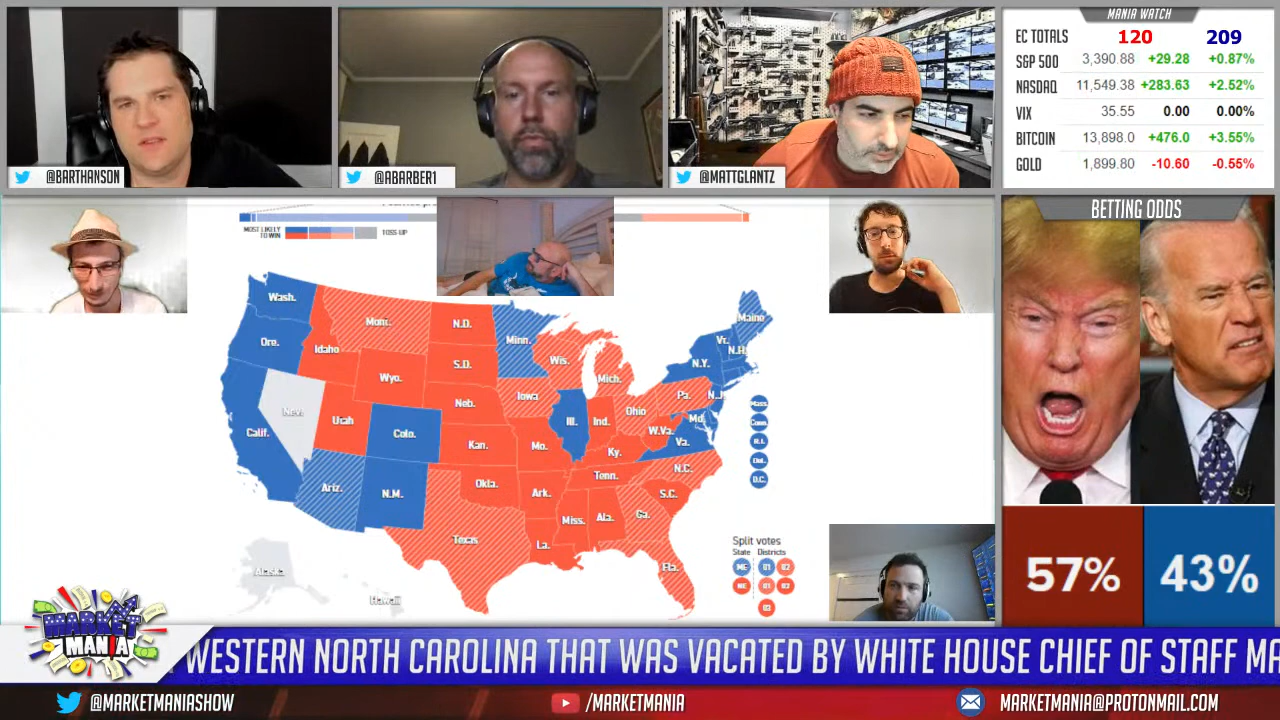 MANIA WATCH
EC TOTALS 120 209
S&P 500 3,390.88 +29.28 +0.87%
NASDAQ 11,549.38 +283.63 +2.52%
VIX 35.55 0.00 0.00%
BITCOIN 13,898.0 +476.0 +3.55%
GOLD 1,899.80 -10.60 -0.55%
@BARTHANSON
@ABARBER1
@MATTGLANTZ
BETTING ODDS
MOST LIKELY
TO WIN
TOSS-UP
Wash.
Ore.
Calif.
Nev.
Idaho
Mont.
Wyo.
Utah
Colo.
Ariz.
N.M.
N.D.
S.D.
Neb.
Kan.
Okla.
Texas
Minn.
Iowa
Mo.
Ark.
La.
Wis.
Ill.
Mich.
Ind.
Ohio
Ky.
Tenn.
Miss.
Ala.
Ga.
Fla.
S.C.
N.C.
Va.
W.Va.
Pa.
Md.
N.J.
N.Y.
Vt.
N.H.
Maine
Mass.
Conn.
R.I.
Del.
D.C.
Alaska
Hawaii
Split votes
State Districts
ME 01 02
NE 01 02
03
57% 43%
MARKET
MANIA
WESTERN NORTH CAROLINA THAT WAS VACATED BY WHITE HOUSE CHIEF OF STAFF MA
@MARKETMANIASHOW
/MARKETMANIA
MARKETMANIA@PROTONMAIL.COM